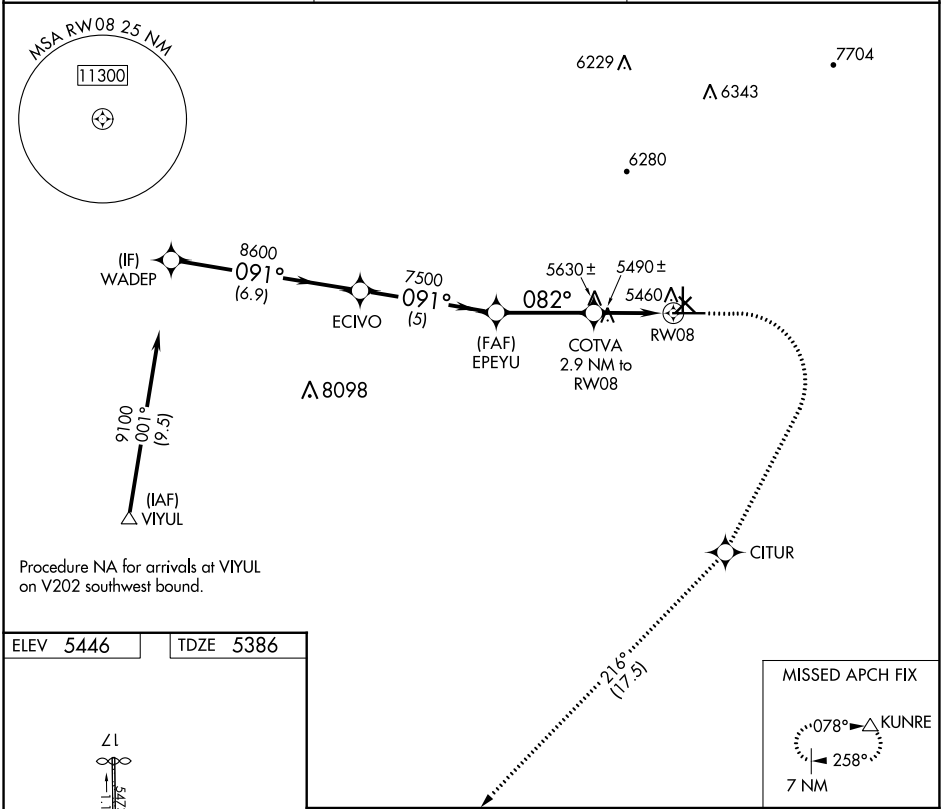 MSA RW08 25 NM
11300
6229
7704
6343
6280
(IF)
WADEP
8600
091°
(6.9)
ECIVO
7500
091°
(5)
(FAF)
EPEYU
082°
5630 ±
5490 ±
5460
COTVA
2.9 NM to
RW08
RW08
8098
9100
001°
(9.5)
(IAF)
VIYUL
CITUR
Procedure NA for arrivals at VIYUL
on V202 southwest bound.
216°
(17.5)
ELEV 5446
TDZE 5386
17
MISSED APCH FIX
078°
KUNRE
258°
7 NM